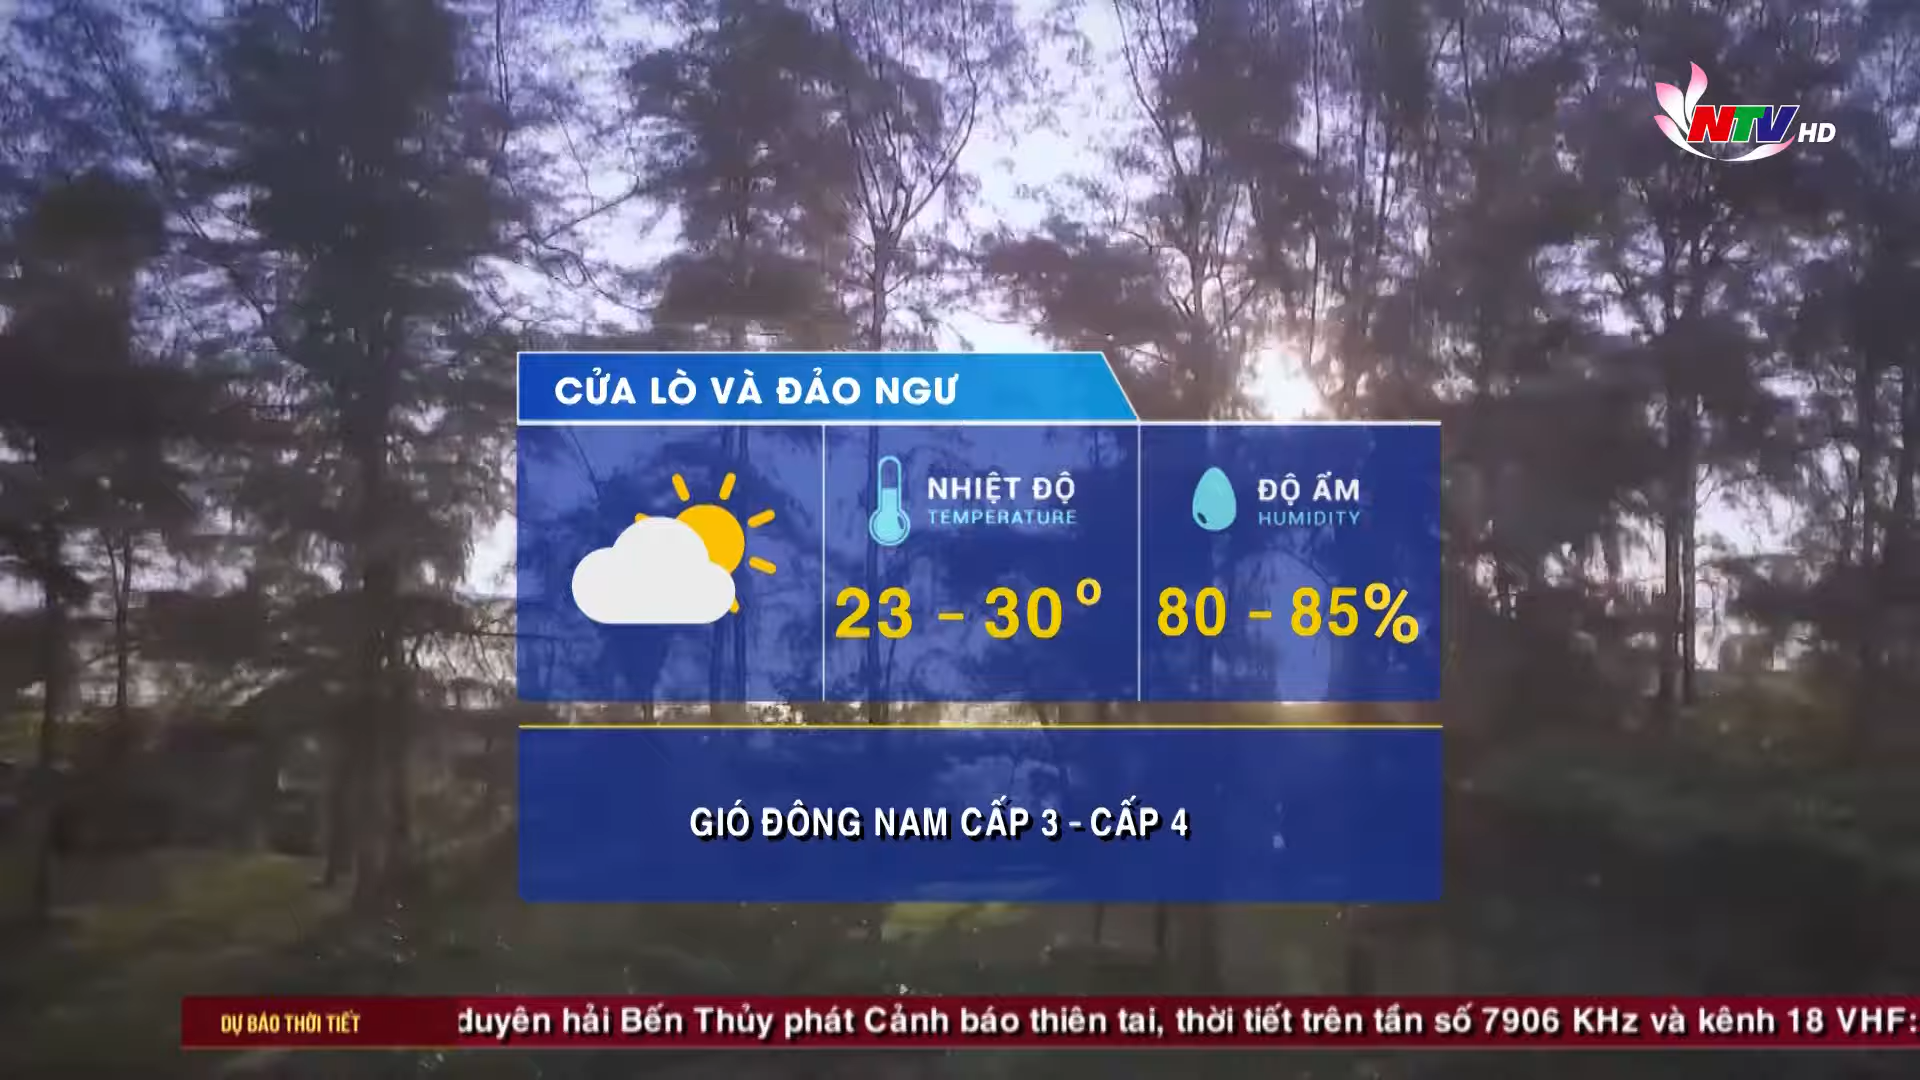 NTV HD
CỬA LÒ VÀ ĐẢO NGƯ
NHIỆT ĐỘ
TEMPERATURE
23 - 30°
ĐỘ ẨM
HUMIDITY
80 - 85%
GIÓ ĐÔNG NAM CẤP 3 - CẤP 4
DỰ BÁO THỜI TIẾT
duyên hải Bến Thủy phát Cảnh báo thiên tai, thời tiết trên tần số 7906 KHz và kênh 18 VHF: